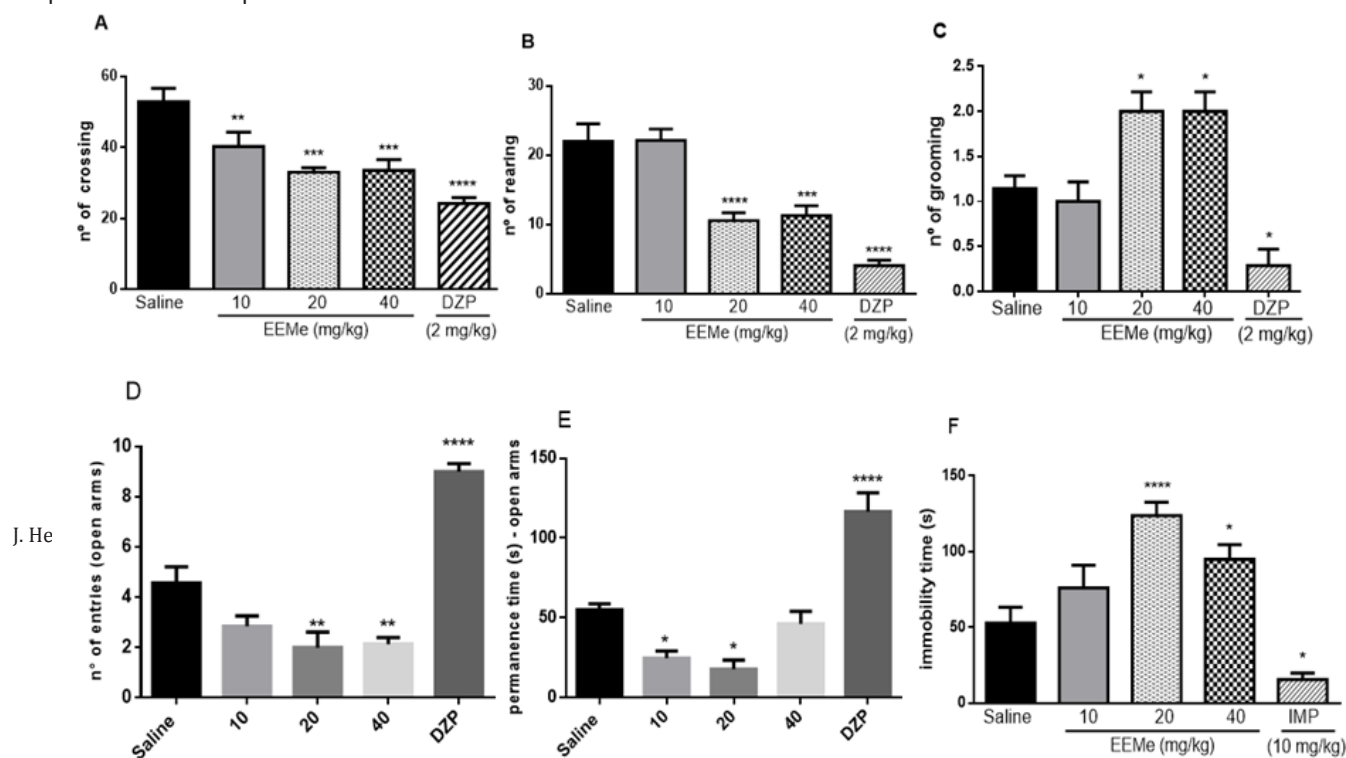 A
n° of crossing
60
40
20
0
**
***
***
****
Saline
10
20
40
DZP
EEMe (mg/kg)
(2 mg/kg)
B
n° of rearing
30
20
10
0
****
***
****
Saline
10
20
40
DZP
EEMe (mg/kg)
(2 mg/kg)
C
n° of grooming
2.5
2.0
1.5
1.0
0.5
0.0
*
*
*
Saline
10
20
40
DZP
EEMe (mg/kg)
(2 mg/kg)
J. He
D
n° of entries (open arms)
10
8
6
4
2
0
**
**
****
Saline
10
20
40
DZP
E
permanence time (s) - open arms
150
100
50
0
*
*
****
Saline
10
20
40
DZP
F
immobility time (s)
150
100
50
0
****
*
*
Saline
10
20
40
IMP
EEMe (mg/kg)
(10 mg/kg)